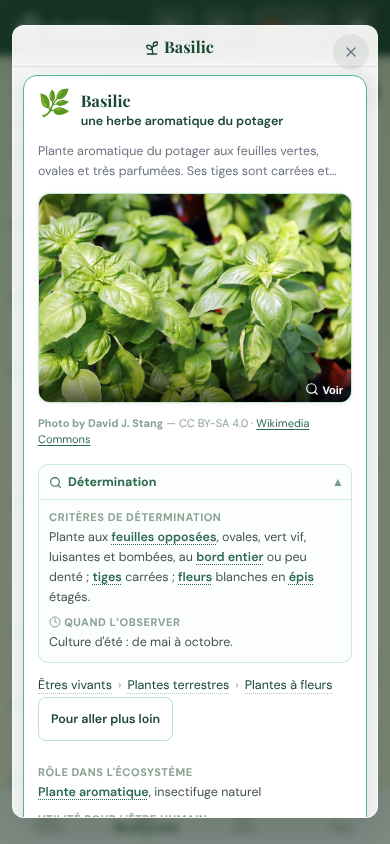 Basilic
Basilic
une herbe aromatique du potager
Plante aromatique du potager aux feuilles vertes,
ovales et très parfumées. Ses tiges sont carrées et…
Voir
Photo by David J. Stang — CC BY-SA 4.0 · Wikimedia
Commons
Détermination
CRITÈRES DE DÉTERMINATION
Plante aux feuilles opposées, ovales, vert vif,
luisantes et bombées, au bord entier ou peu
denté ; tiges carrées ; fleurs blanches en épis
étagés.
QUAND L'OBSERVER
Culture d'été : de mai à octobre.
Êtres vivants › Plantes terrestres › Plantes à fleurs
Pour aller plus loin
RÔLE DANS L'ÉCOSYSTÈME
Plante aromatique, insectifuge naturel